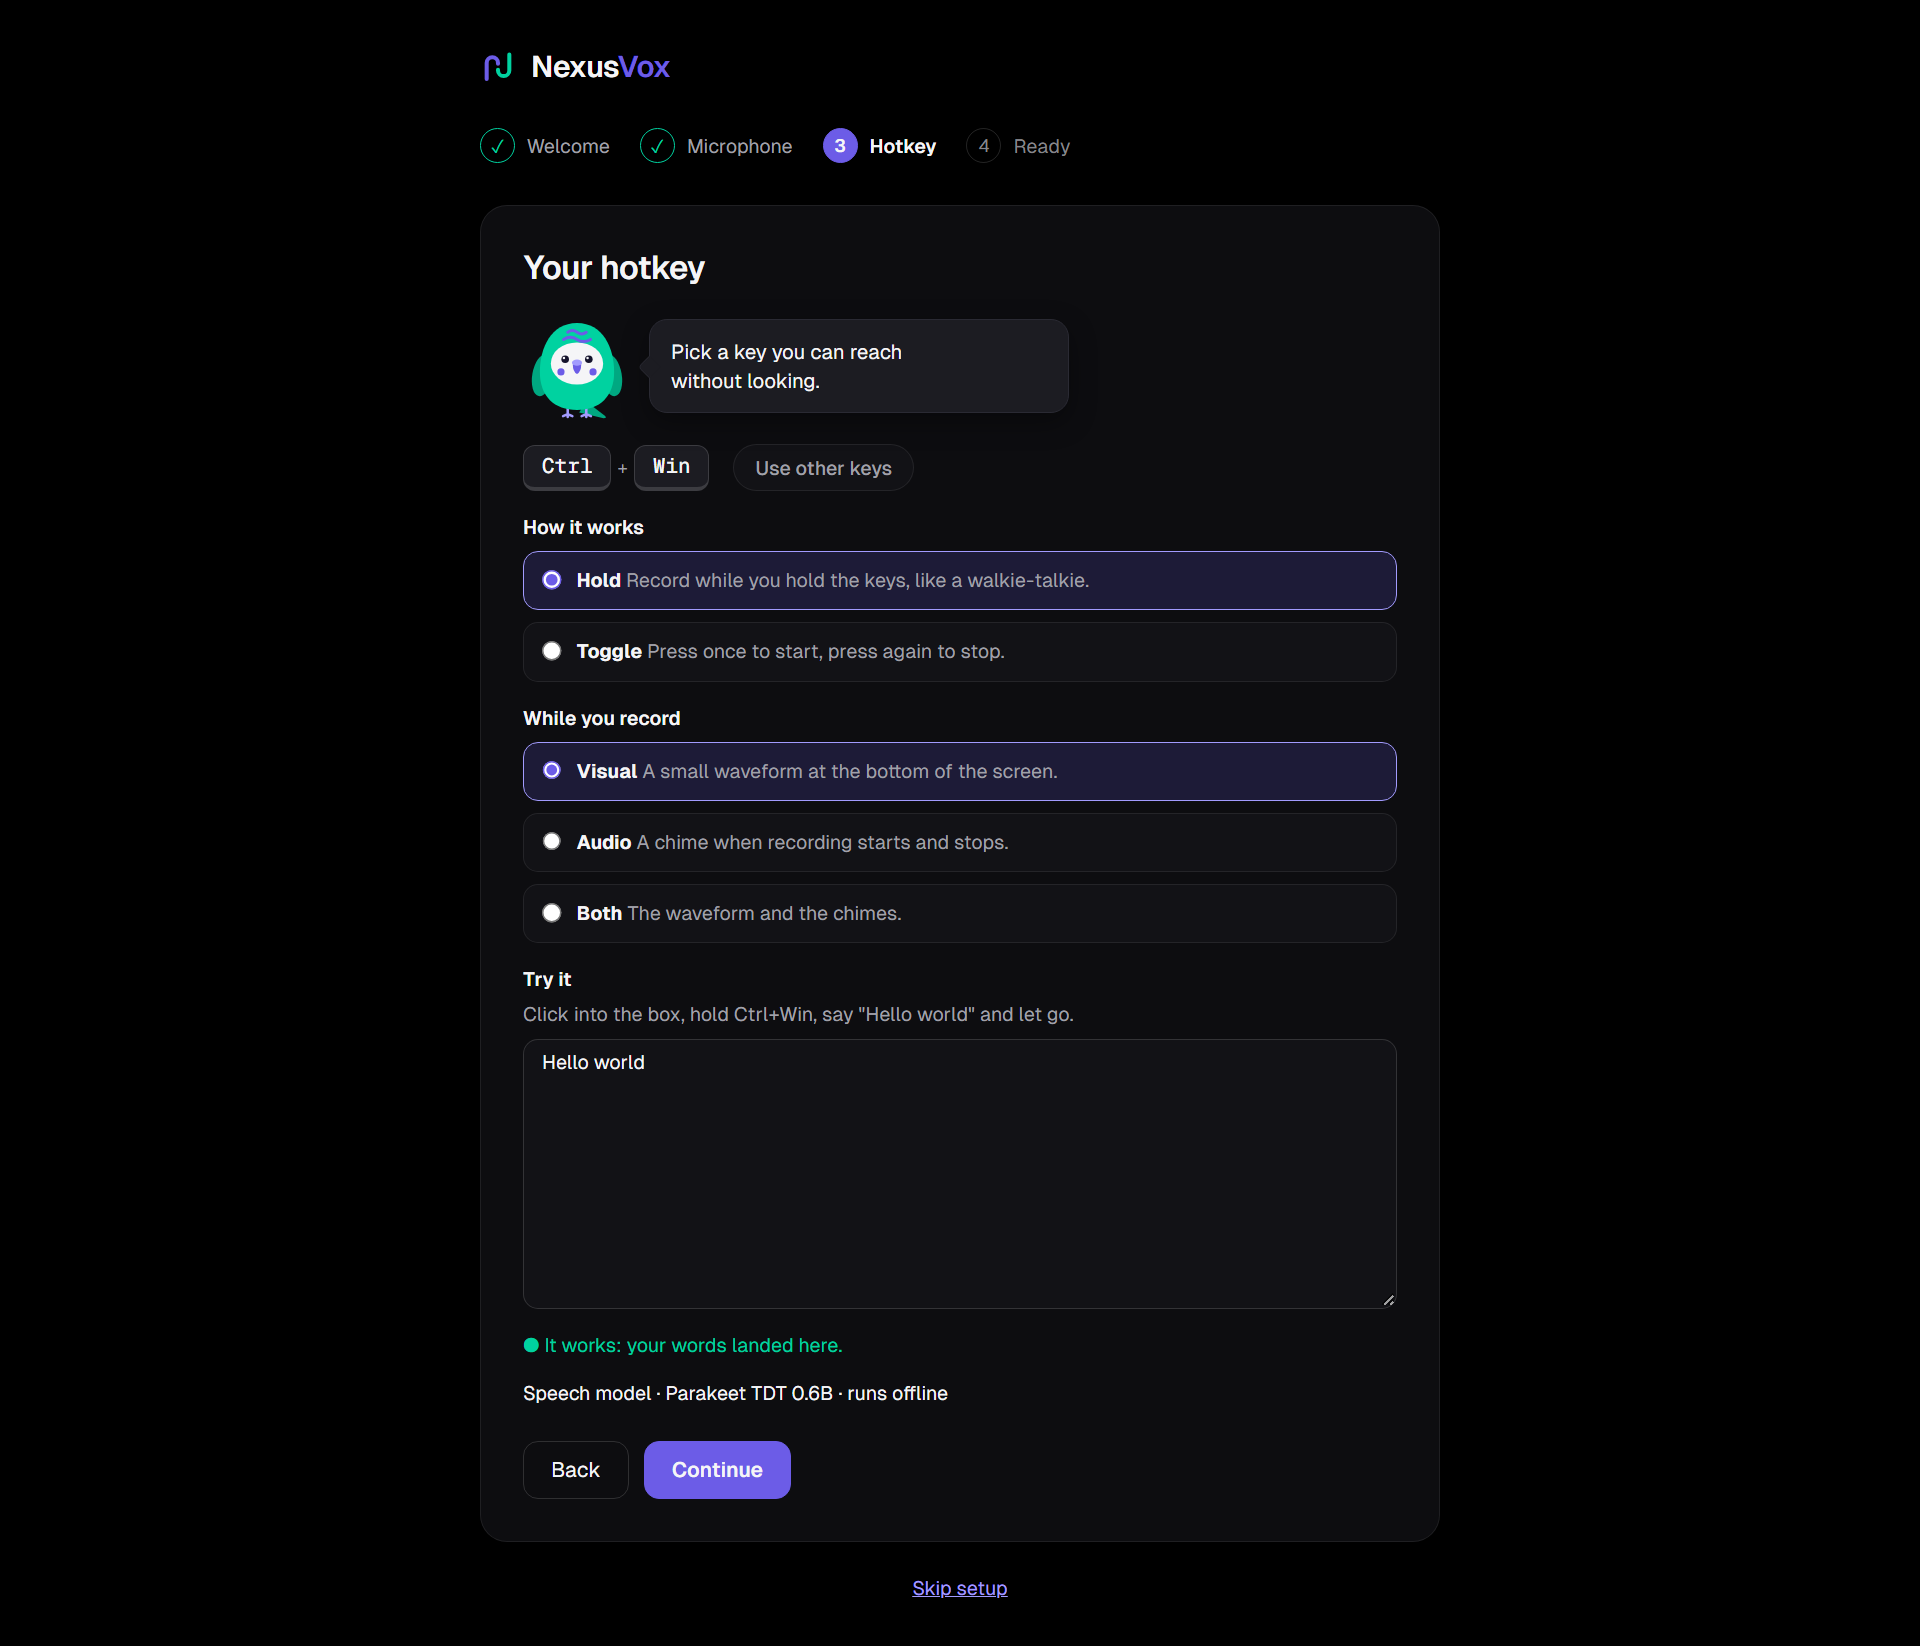 NexusVox
✓ Welcome ✓ Microphone 3 Hotkey 4 Ready
Your hotkey
Pick a key you can reach
without looking.
Ctrl + Win Use other keys
How it works
Hold Record while you hold the keys, like a walkie-talkie.
Toggle Press once to start, press again to stop.
While you record
Visual A small waveform at the bottom of the screen.
Audio A chime when recording starts and stops.
Both The waveform and the chimes.
Try it
Click into the box, hold Ctrl+Win, say "Hello world" and let go.
Hello world
It works: your words landed here.
Speech model · Parakeet TDT 0.6B · runs offline
Back Continue
Skip setup